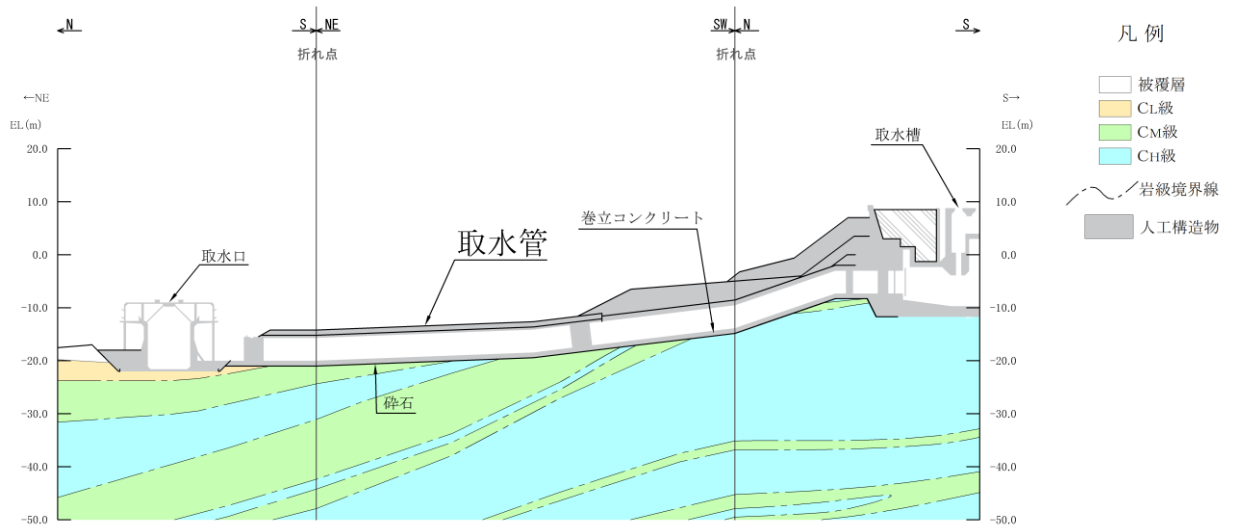 N S NE SW N S
折れ点 折れ点
凡例
←NE S→
EL(m) EL(m)
被覆層
CL級
CM級
CH級
岩級境界線
人工構造物
取水槽
巻立コンクリート
取水管
取水口
砕石
20.0 20.0
10.0 10.0
0.0 0.0
-10.0 -10.0
-20.0 -20.0
-30.0 -30.0
-40.0 -40.0
-50.0 -50.0